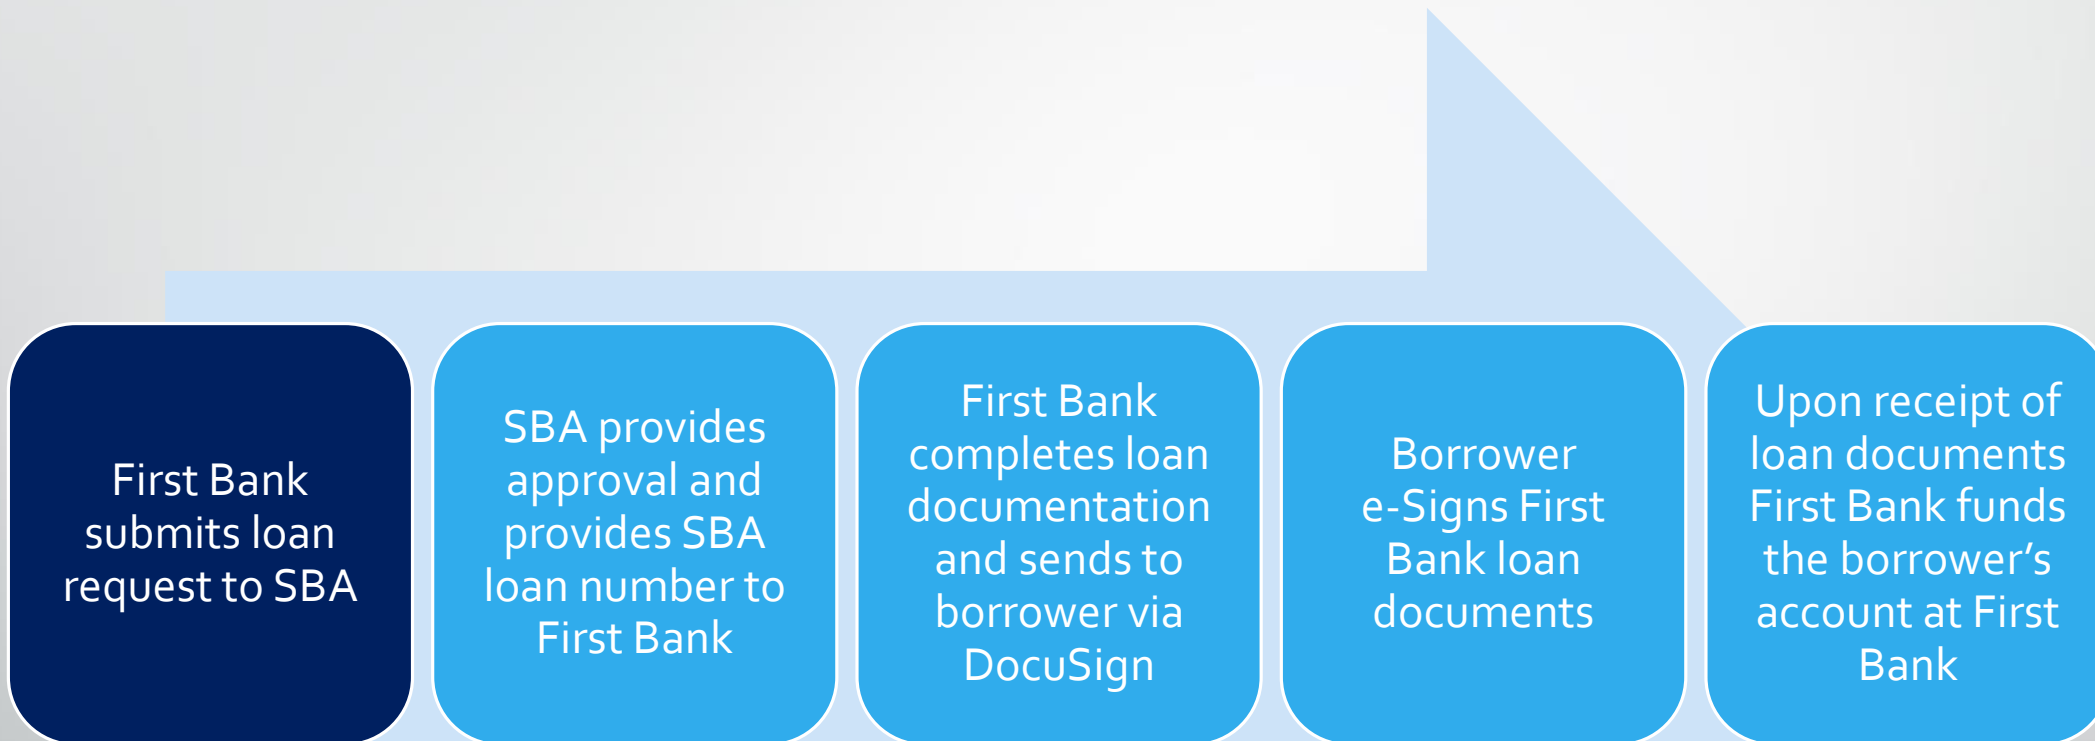 First Bank
submits loan
request to SBA
SBA provides
approval and
provides SBA
loan number to
First Bank
First Bank
completes loan
documentation
and sends to
borrower via
DocuSign
Borrower
e-Signs First
Bank loan
documents
Upon receipt of
loan documents
First Bank funds
the borrower’s
account at First
Bank